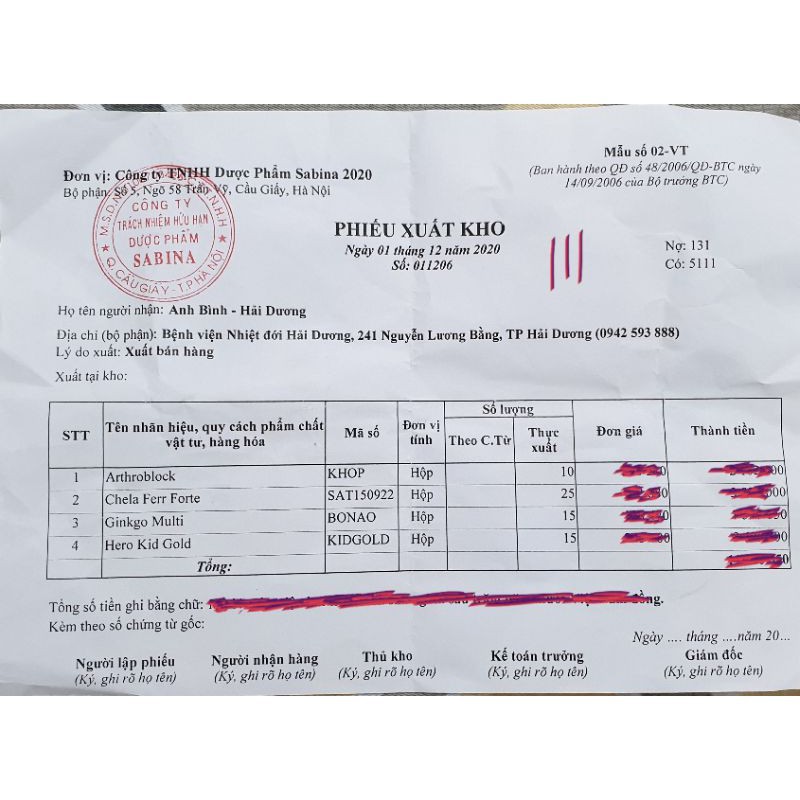 Đơn vị: Công ty TNHH Dược Phẩm Sabina 2020
Bộ phận: Số 5, Ngõ 58 Trần Vỹ, Cầu Giấy, Hà Nội
Mẫu số 02-VT
(Ban hành theo QĐ số 48/2006/QĐ-BTC ngày
14/09/2006 của Bộ trưởng BTC)
CÔNG TY
TRÁCH NHIỆM HỮU HẠN
DƯỢC PHẨM
SABINA
Q. CẦU GIẤY - T.P HÀ NỘI
PHIẾU XUẤT KHO
Ngày 01 tháng 12 năm 2020
Số: 011206
Nợ: 131
Có: 5111
Họ tên người nhận: Anh Bình - Hải Dương
Địa chỉ (bộ phận): Bệnh viện Nhiệt đới Hải Dương, 241 Nguyễn Lương Bằng, TP Hải Dương (0942 593 888)
Lý do xuất: Xuất bán hàng
Xuất tại kho:
STT Tên nhãn hiệu, quy cách phẩm chất vật tư, hàng hóa Mã số Đơn vị tính Số lượng Theo C.Từ Thực xuất Đơn giá Thành tiền
1 Arthroblock KHOP Hộp 10
2 Chela Ferr Forte SAT150922 Hộp 25
3 Ginkgo Multi BONAO Hộp 15
4 Hero Kid Gold KIDGOLD Hộp 15
Tổng:
Tổng số tiền ghi bằng chữ: đồng.
Kèm theo số chứng từ gốc:
Ngày .... tháng ....năm 20...
Người lập phiếu Người nhận hàng Thủ kho Kế toán trưởng Giám đốc
(Ký, ghi rõ họ tên) (Ký, ghi rõ họ tên) (Ký, ghi rõ họ tên) (Ký, ghi rõ họ tên) (Ký, ghi rõ họ tên)